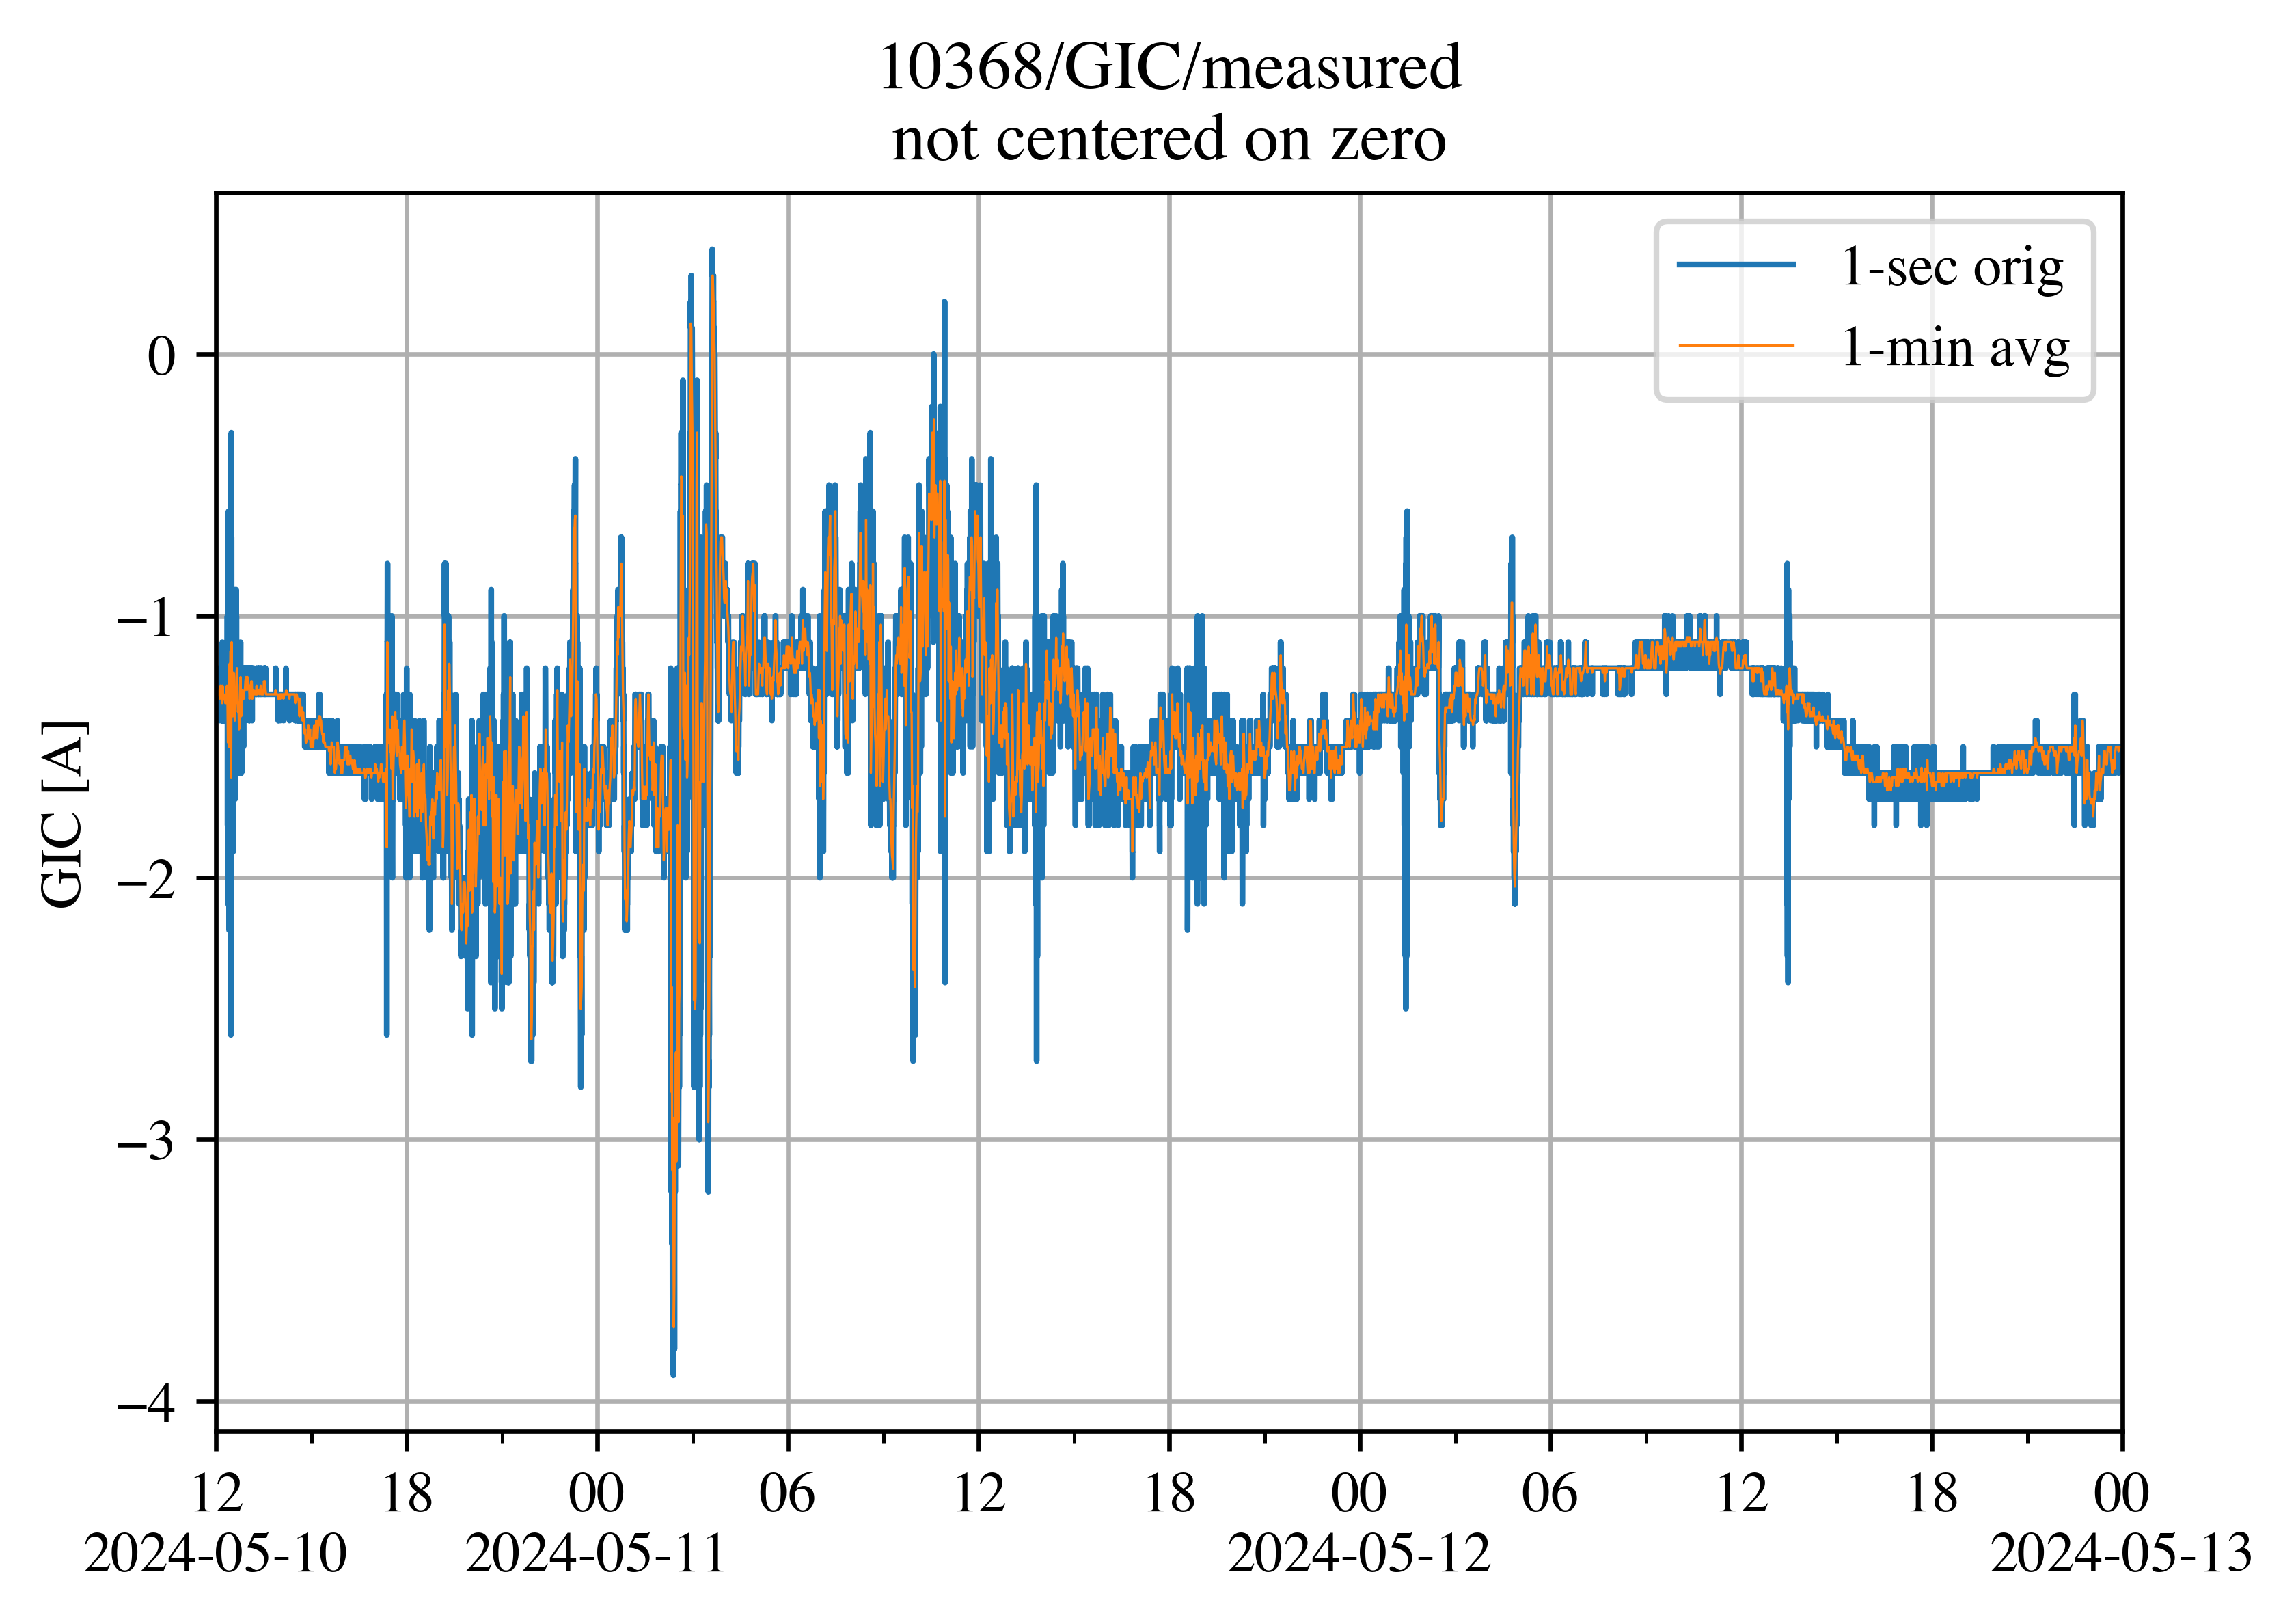 10368/GIC/measured
not centered on zero
1-sec orig
1-min avg
GIC [A]
0
−1
−2
−3
−4
12 18 00 06 12 18 00 06 12 18 00
2024-05-10 2024-05-11 2024-05-12 2024-05-13